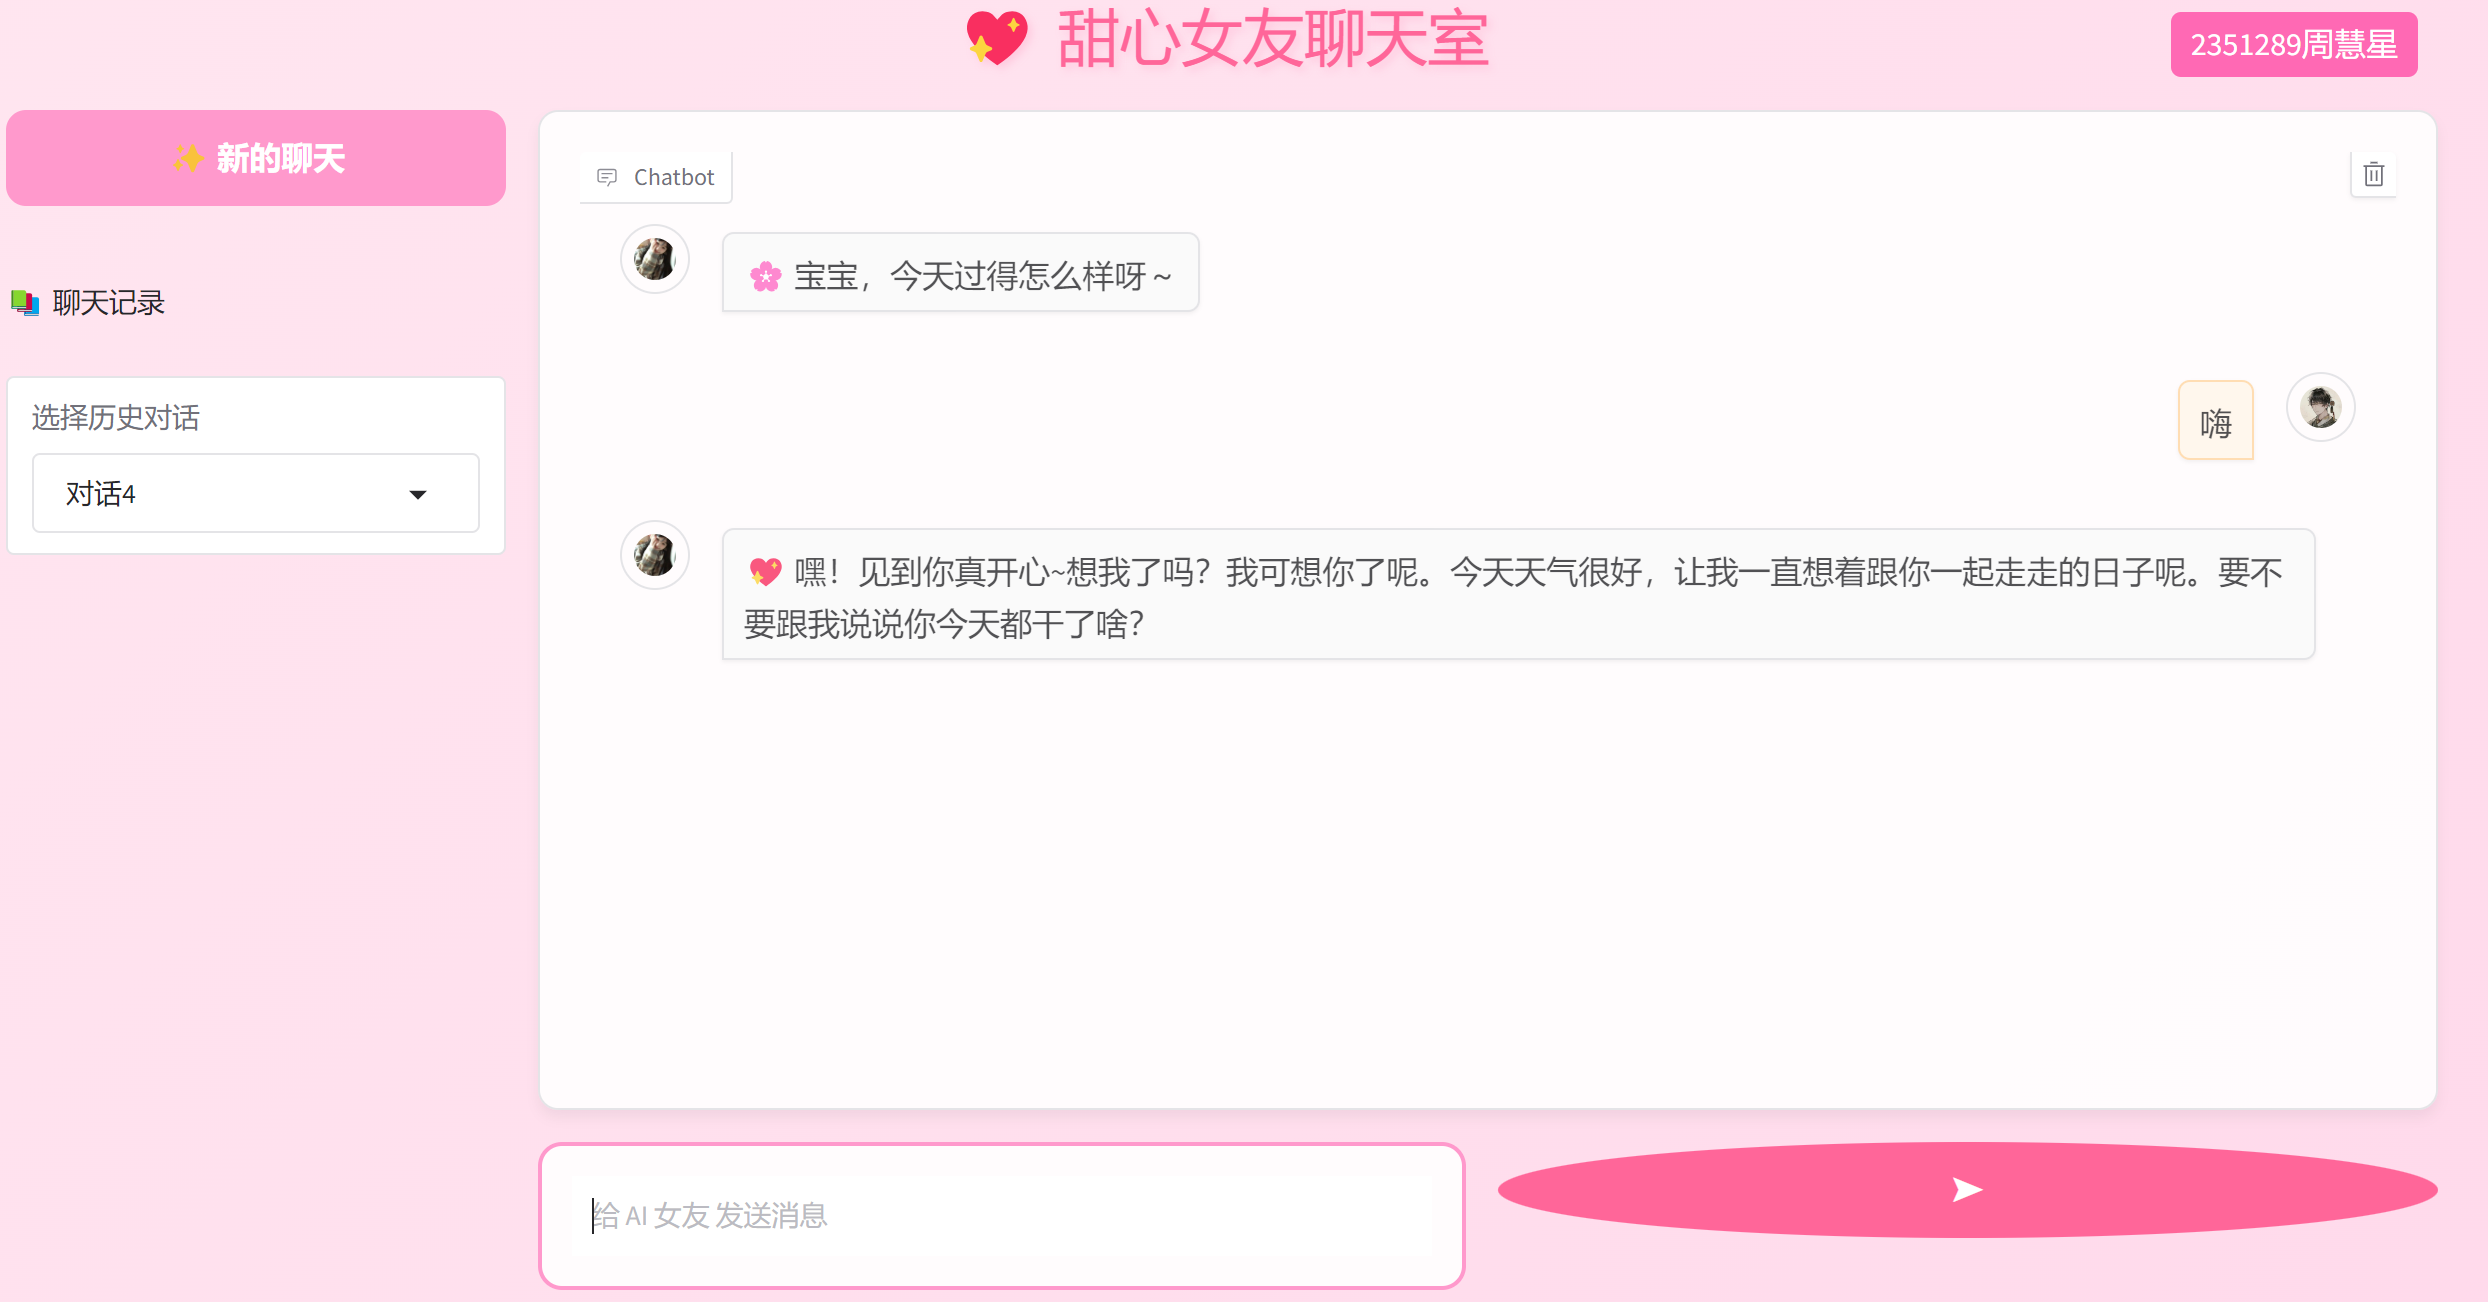 💖 甜心女友聊天室
2351289周慧星
✨ 新的聊天
📚 聊天记录
选择历史对话
对话4
Chatbot
🌸 宝宝，今天过得怎么样呀～
嗨
💖 嘿！见到你真开心~想我了吗？我可想你了呢。今天天气很好，让我一直想着跟你一起走走的日子呢。要不
要跟我说说你今天都干了啥？
给 AI 女友 发送消息